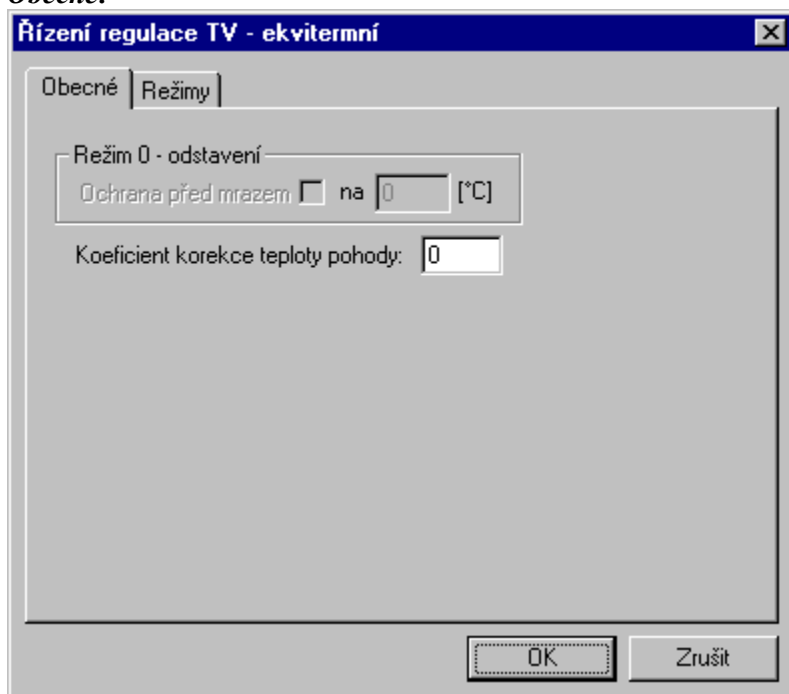 Obecné:
Řízení regulace TV - ekvitermní
Obecné Režimy
Režim 0 - odstavení
Ochrana před mrazem na 0 [°C]
Koeficient korekce teploty pohody: 0
OK Zrušit